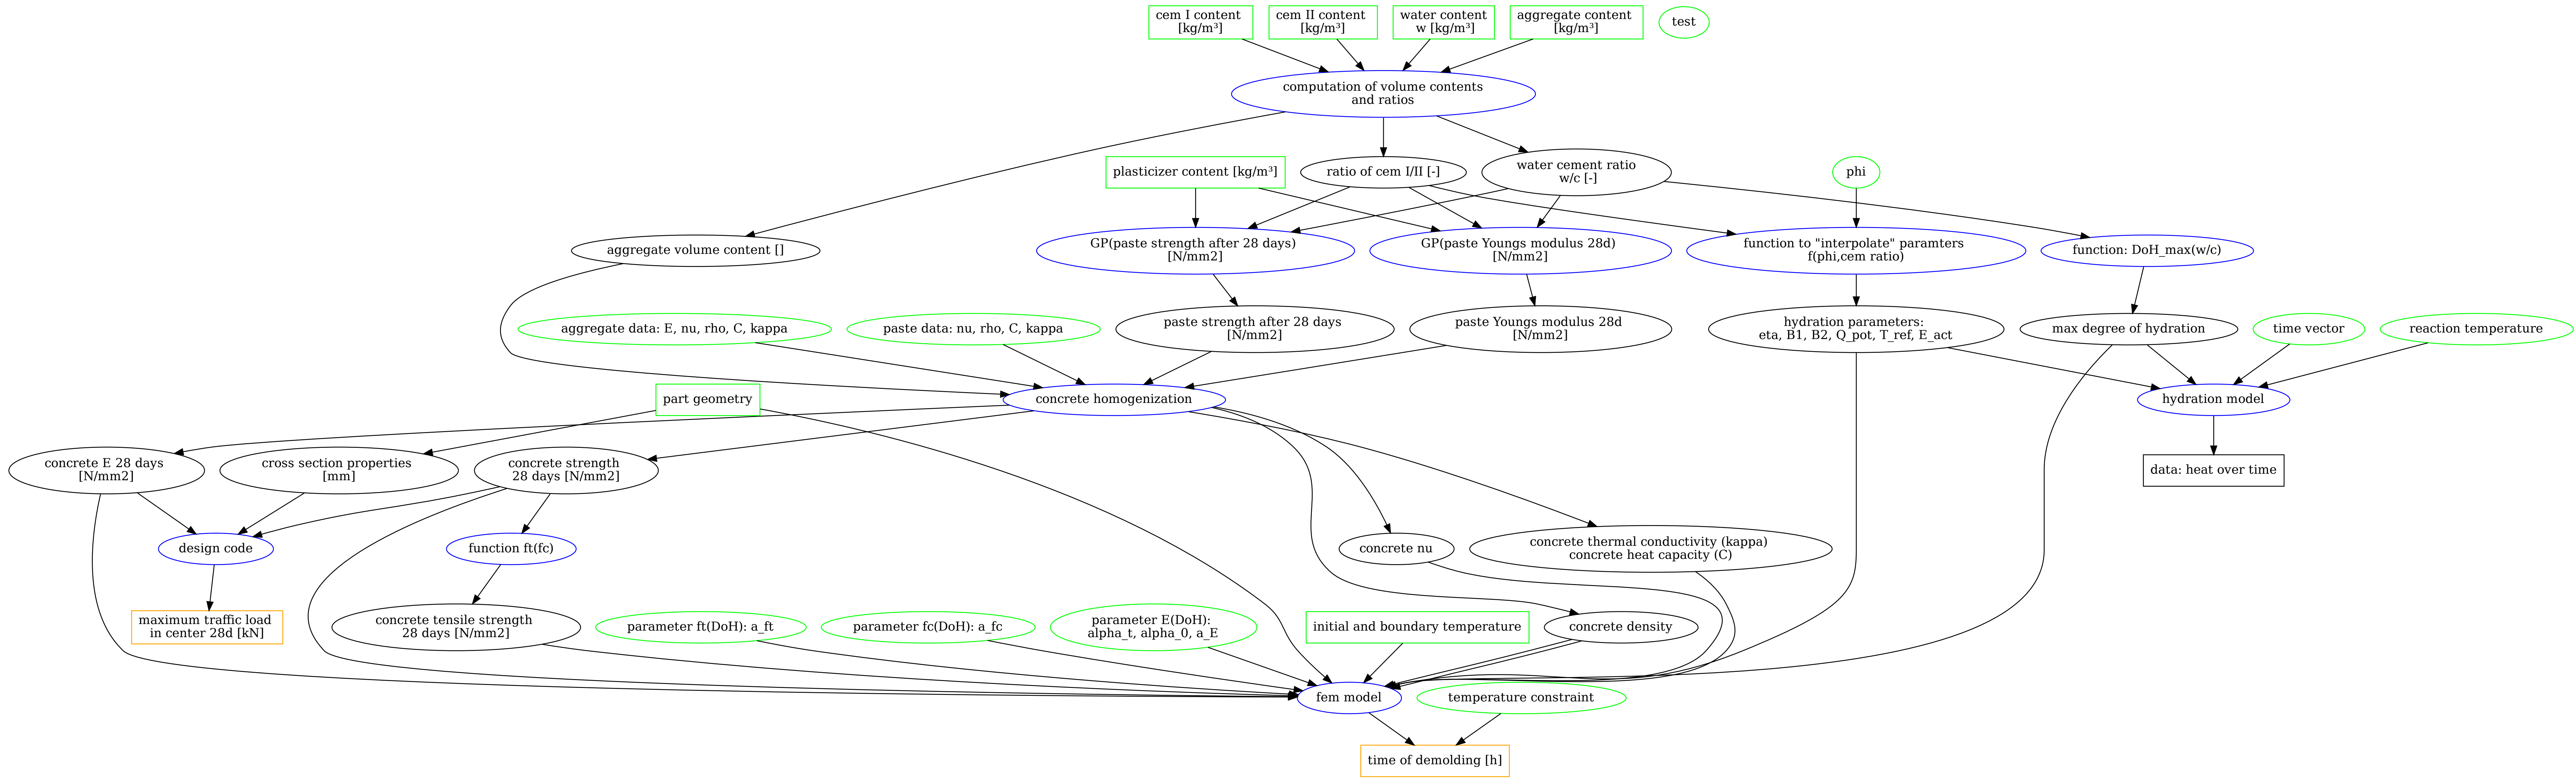 cem I content
[kg/m³]
cem II content
[kg/m³]
water content
w [kg/m³]
aggregate content
[kg/m³]
test
computation of volume contents
and ratios
plasticizer content [kg/m³]
ratio of cem I/II [-]
water cement ratio
w/c [-]
phi
aggregate volume content []
GP(paste strength after 28 days)
[N/mm2]
GP(paste Youngs modulus 28d)
[N/mm2]
function to "interpolate" paramters
f(phi,cem ratio)
function: DoH_max(w/c)
aggregate data: E, nu, rho, C, kappa
paste data: nu, rho, C, kappa
paste strength after 28 days
[N/mm2]
paste Youngs modulus 28d
[N/mm2]
hydration parameters:
eta, B1, B2, Q_pot, T_ref, E_act
max degree of hydration
time vector
reaction temperature
part geometry
concrete homogenization
hydration model
concrete E 28 days
[N/mm2]
cross section properties
[mm]
concrete strength
28 days [N/mm2]
data: heat over time
design code
function ft(fc)
concrete nu
concrete thermal conductivity (kappa)
concrete heat capacity (C)
maximum traffic load
in center 28d [kN]
concrete tensile strength
28 days [N/mm2]
parameter ft(DoH): a_ft
parameter fc(DoH): a_fc
parameter E(DoH):
alpha_t, alpha_0, a_E
initial and boundary temperature
concrete density
fem model
temperature constraint
time of demolding [h]